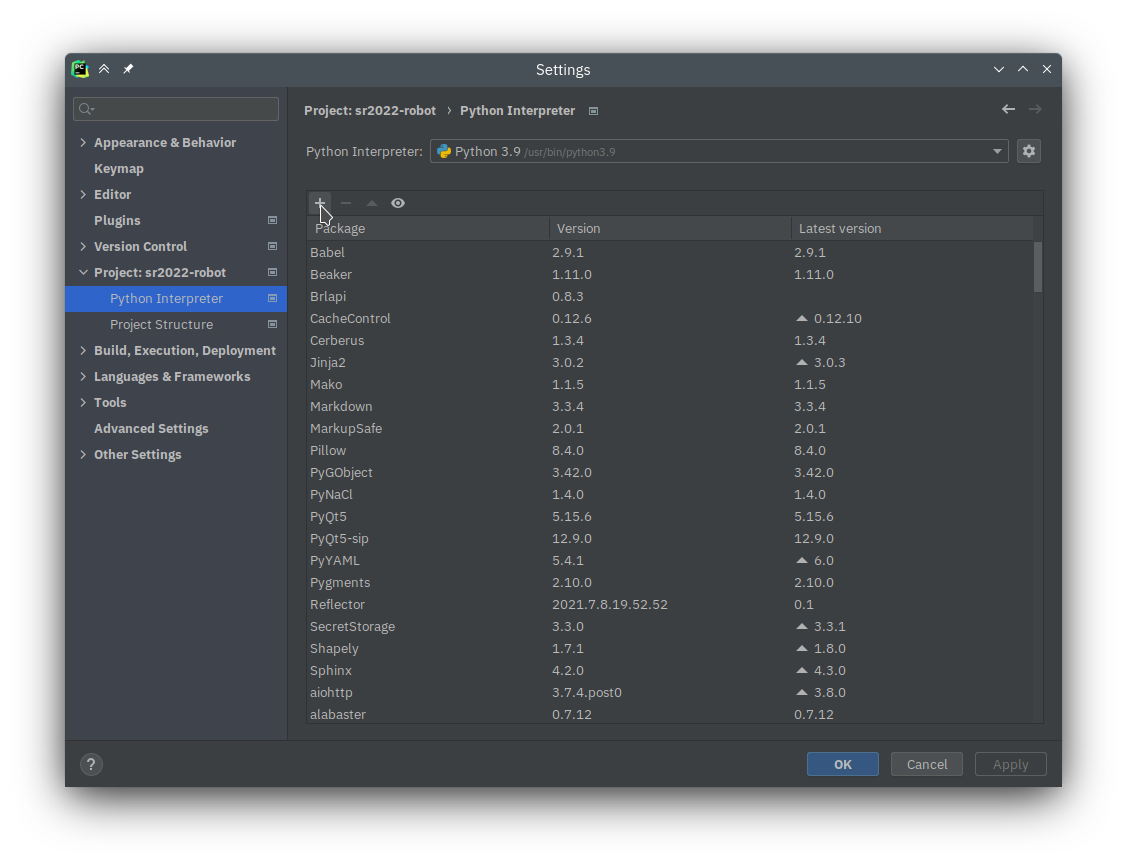 Settings
Project: sr2022-robot › Python Interpreter
Appearance & Behavior
Keymap
Editor
Plugins
Version Control
Project: sr2022-robot
Python Interpreter
Project Structure
Build, Execution, Deployment
Languages & Frameworks
Tools
Advanced Settings
Other Settings
Python Interpreter: Python 3.9 /usr/bin/python3.9
Package Version Latest version
Babel 2.9.1 2.9.1
Beaker 1.11.0 1.11.0
Brlapi 0.8.3
CacheControl 0.12.6 0.12.10
Cerberus 1.3.4 1.3.4
Jinja2 3.0.2 3.0.3
Mako 1.1.5 1.1.5
Markdown 3.3.4 3.3.4
MarkupSafe 2.0.1 2.0.1
Pillow 8.4.0 8.4.0
PyGObject 3.42.0 3.42.0
PyNaCl 1.4.0 1.4.0
PyQt5 5.15.6 5.15.6
PyQt5-sip 12.9.0 12.9.0
PyYAML 5.4.1 6.0
Pygments 2.10.0 2.10.0
Reflector 2021.7.8.19.52.52 0.1
SecretStorage 3.3.0 3.3.1
Shapely 1.7.1 1.8.0
Sphinx 4.2.0 4.3.0
aiohttp 3.7.4.post0 3.8.0
alabaster 0.7.12 0.7.12
? OK Cancel Apply